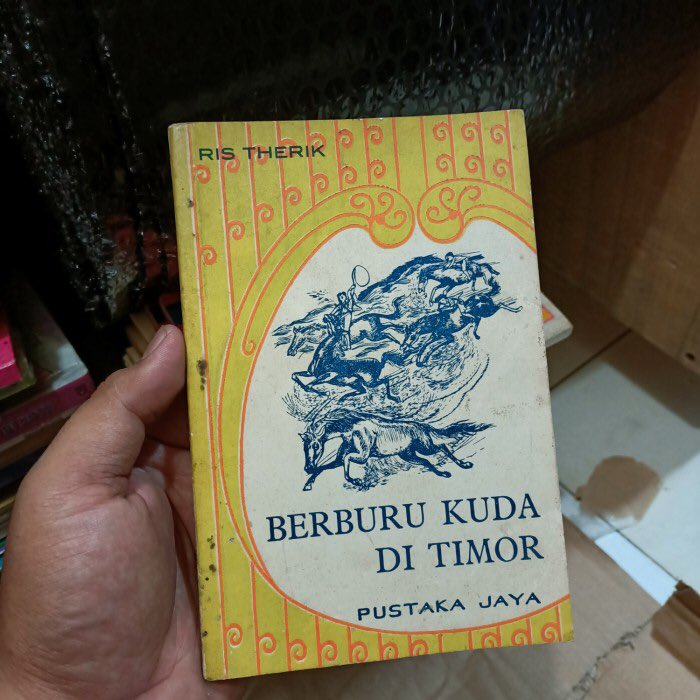 RIS THERIK
BERBURU KUDA
DI TIMOR
PUSTAKA JAYA